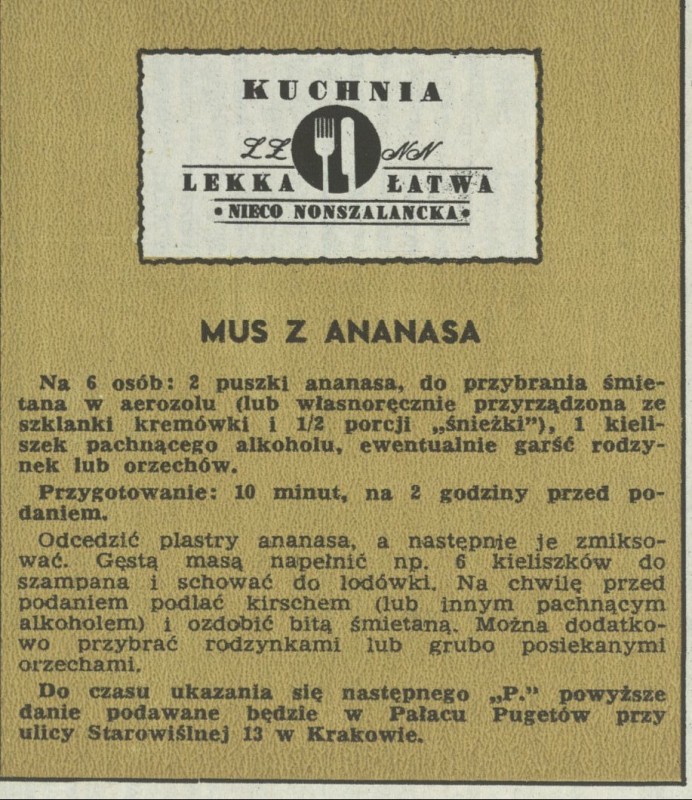 KUCHNIA
LŁ NN
LEKKA ŁATWA
• NIECO NONSZALANCKA •
MUS Z ANANASA
Na 6 osób: 2 puszki ananasa, do przybrania śmie-
tana w aerozolu (lub własnoręcznie przyrządzona ze
szklanki kremówki i 1/2 porcji „śnieżki”), 1 kieli-
szek pachnącego alkoholu, ewentualnie garść rodzy-
nek lub orzechów.
Przygotowanie: 10 minut, na 2 godziny przed po-
daniem.
Odcedzić plastry ananasa, a następnie je zmikso-
wać. Gęstą masą napełnić np. 6 kieliszków do
szampana i schować do lodówki. Na chwilę przed
podaniem podlać kirschem (lub innym pachnącym
alkoholem) i ozdobić bitą śmietaną. Można dodatko-
wo przybrać rodzynkami lub grubo posiekanymi
orzechami.
Do czasu ukazania się następnego „P.” powyższe
danie podawane będzie w Pałacu Pugetów przy
ulicy Starowiślnej 13 w Krakowie.